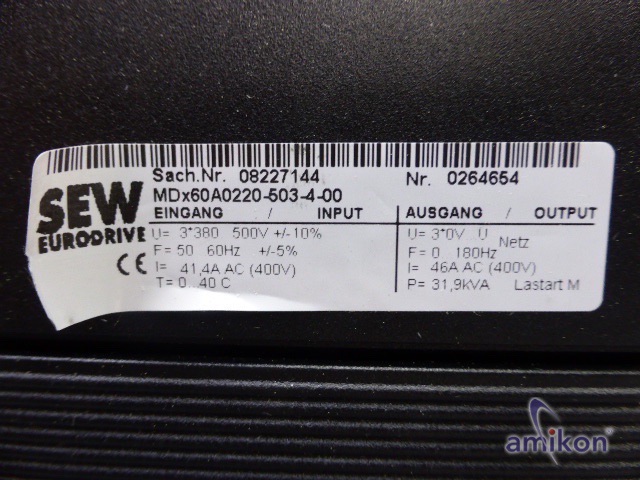 Sach.Nr. 08227144 Nr. 0264654
MDx60A0220-503-4-00
SEW
EURODRIVE
CE
EINGANG / INPUT
U= 3*380 500V +/-10%
F= 50 60Hz +/-5%
I= 41,4A AC (400V)
T= 0.. 40 C
AUSGANG / OUTPUT
U= 3*0V U Netz
F= 0 180Hz
I= 46A AC (400V)
P= 31,9kVA Lastart M
amikon